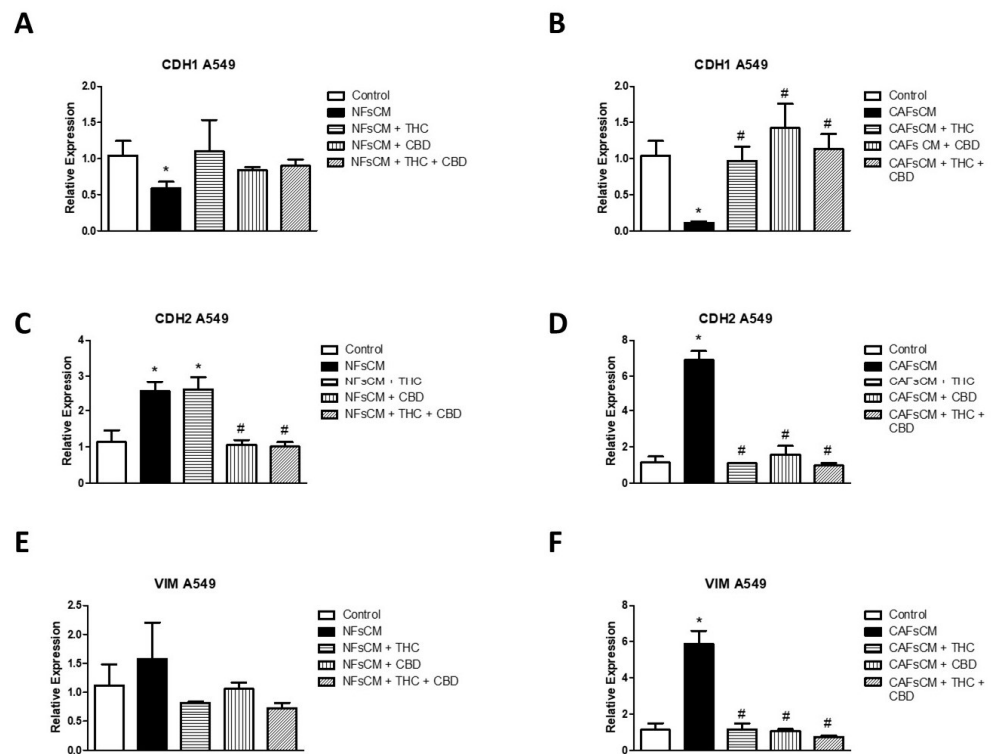 A
CDH1 A549
Relative Expression
2.0
1.5
1.0
0.5
0.0
*
Control
NFsCM
NFsCM + THC
NFsCM + CBD
NFsCM + THC + CBD
B
CDH1 A549
Relative Expression
2.0
1.5
1.0
0.5
0.0
*
#
#
#
Control
CAFsCM
CAFsCM + THC
CAFs CM + CBD
CAFsCM + THC +
CBD
C
CDH2 A549
Relative Expression
4
3
2
1
0
*
*
#
#
Control
NFsCM
NFsCM + THC
NFsCM + CBD
NFsCM + THC + CBD
D
CDH2 A549
Relative Expression
8
6
4
2
0
*
#
#
#
Control
CAFsCM
CAFsCM + THC
CAFsCM + CBD
CAFsCM + THC +
CBD
E
VIM A549
Relative Expression
2.5
2.0
1.5
1.0
0.5
0.0
Control
NFsCM
NFsCM + THC
NFsCM + CBD
NFsCM + THC + CBD
F
VIM A549
Relative Expression
8
6
4
2
0
*
#
#
#
Control
CAFsCM
CAFsCM + THC
CAFsCM + CBD
CAFsCM + THC +
CBD